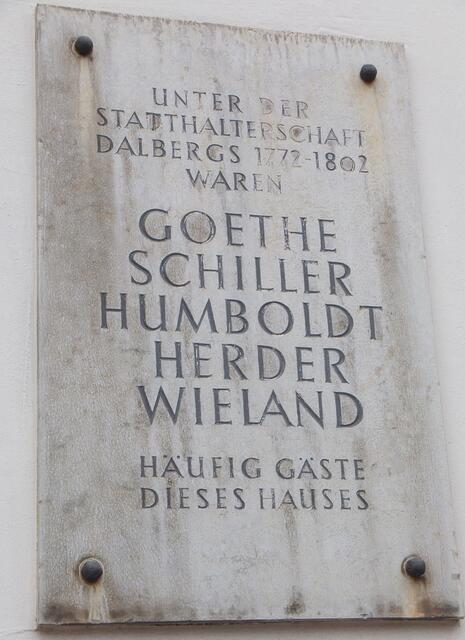 UNTER DER
STATTHALTERSCHAFT
DALBERGS 1772-1802
WAREN
GOETHE
SCHILLER
HUMBOLDT
HERDER
WIELAND
HÄUFIG GÄSTE
DIESES HAUSES